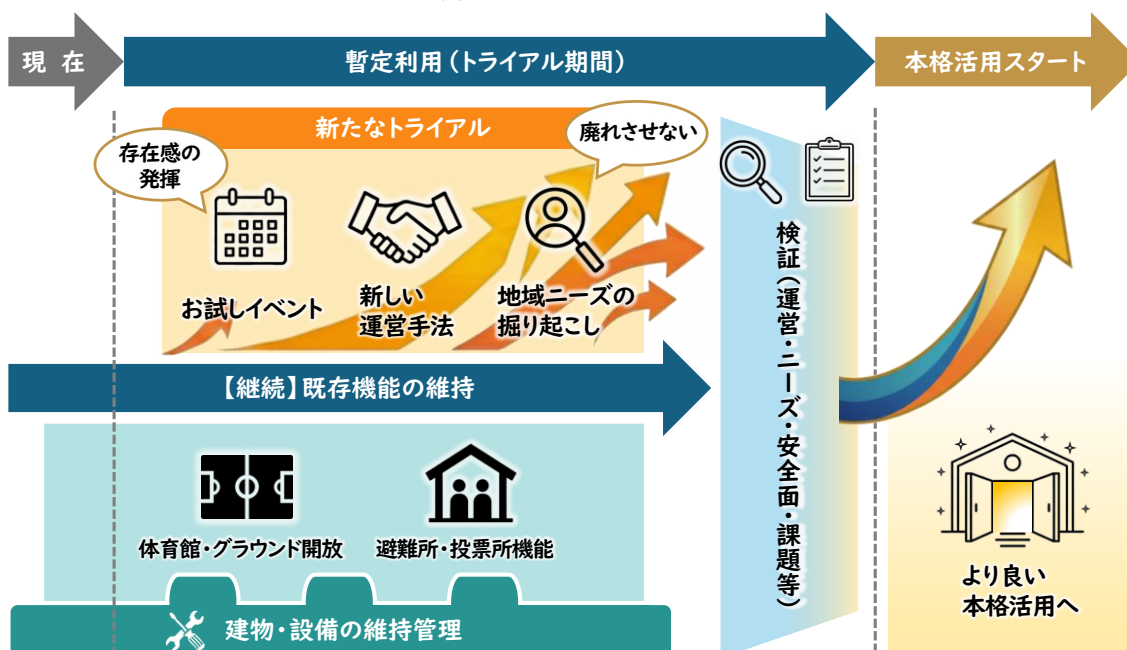 現 在
暫定利用（トライアル期間）
本格活用スタート
新たなトライアル
存在感の
発揮
廃れさせない
お試しイベント
新しい
運営手法
地域ニーズの
掘り起こし
【継続】既存機能の維持
体育館・グラウンド開放
避難所・投票所機能
建物・設備の維持管理
検証（運営・ニーズ・安全面・課題等）
より良い
本格活用へ